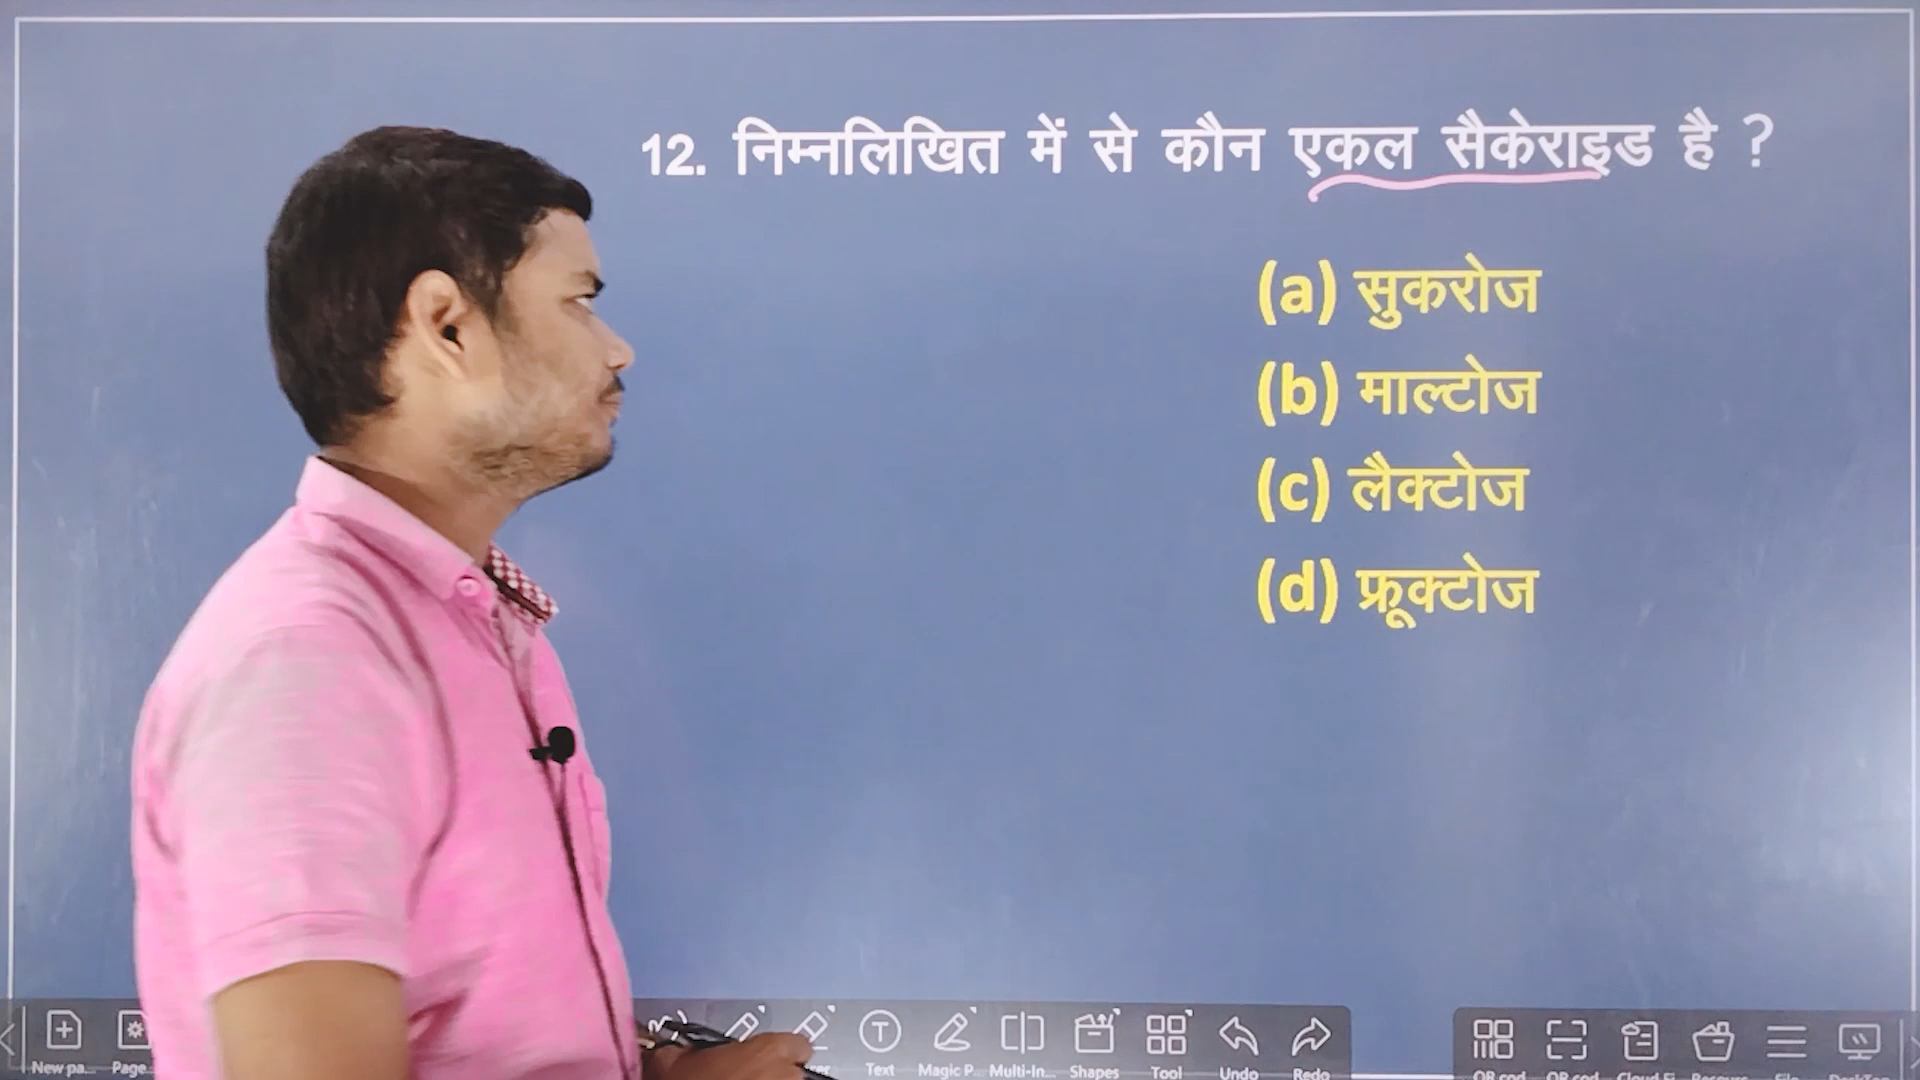 12. निम्नलिखित में से कौन एकल सैकेराइड है ?
(a) सुकरोज
(b) माल्टोज
(c) लैक्टोज
(d) फ्रूक्टोज
New pa... Page Text Magic P... Multi-In... Shapes Tool Undo Redo